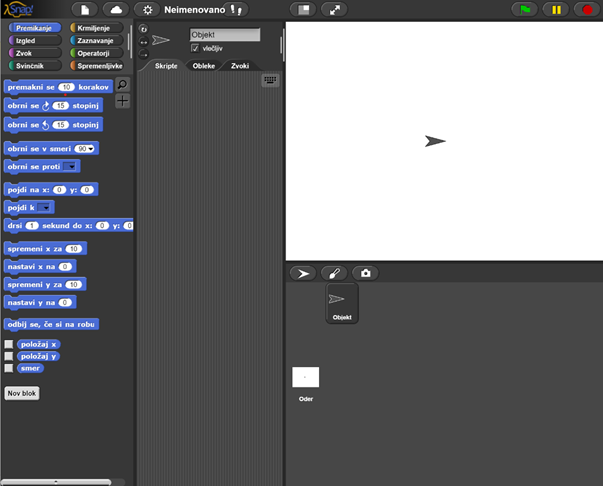 Snap!
Neimenovano
Premikanje Krmiljenje
Izgled Zaznavanje
Zvok Operatorji
Svinčnik Spremenljivke
premakni se 10 korakov
obrni se 15 stopinj
obrni se 15 stopinj
obrni se v smeri 90
obrni se proti
pojdi na x: 0 y: 0
pojdi k
drsi 1 sekund do x: 0 y: 0
spremeni x za 10
nastavi x na 0
spremeni y za 10
nastavi y na 0
odbij se, če si na robu
položaj x
položaj y
smer
Nov blok
Objekt
vlečljiv
Skripte Obleke Zvoki
Objekt
Oder